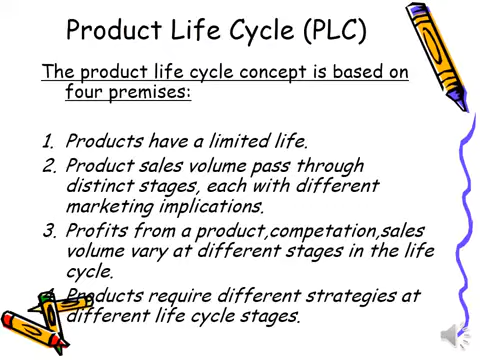 Product Life Cycle (PLC)
The product life cycle concept is based on
four premises:
1. Products have a limited life.
2. Product sales volume pass through
distinct stages, each with different
marketing implications.
3. Profits from a product,competation,sales
volume vary at different stages in the life
cycle.
4. Products require different strategies at
different life cycle stages.